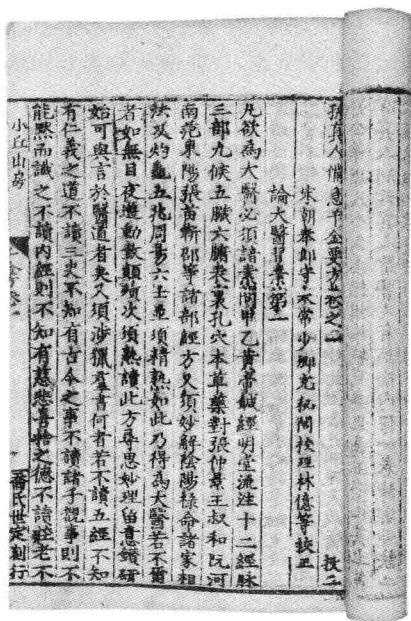 孫真人備急千金要方卷之一
宋朝奉郎守太常少卿充秘閣校理林億等校正
論大醫習業第一
凡欲為大醫必須諳素問甲乙黃帝鍼經明堂流注十二經脉
三部九候五臟六腑表裏孔穴本草藥對張仲景王叔和阮河
南范東陽張苗靳邵等諸部經方又須妙解陰陽祿命諸家相
法及灼龜五兆周易六壬並須精熟如此乃得為大醫若不爾
者如無目夜遊動致顛殞次須熟讀此方尋思妙理留意鑽研
始可與言於醫道者矣又須涉獵羣書何者若不讀五經不知
有仁義之道不讀三史不知有古今之事不讀諸子覩事則不
能默而識之不讀內經則不知有慈悲喜捨之德不讀莊老不
小丘山房
喬氏世定刻行